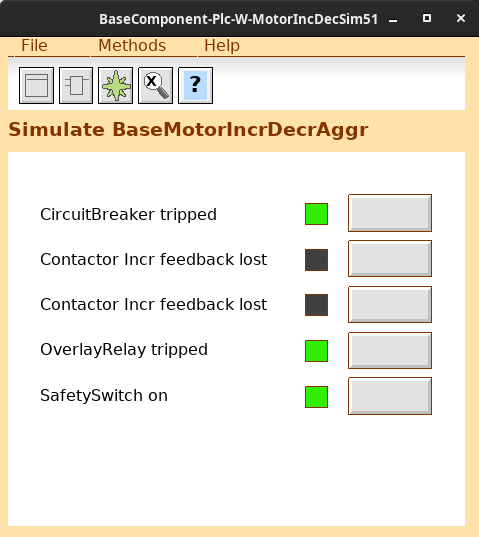 BaseComponent-Plc-W-MotorIncDecSim51
File Methods Help
X ?
Simulate BaseMotorIncrDecrAggr
CircuitBreaker tripped
Contactor Incr feedback lost
Contactor Incr feedback lost
OverlayRelay tripped
SafetySwitch on